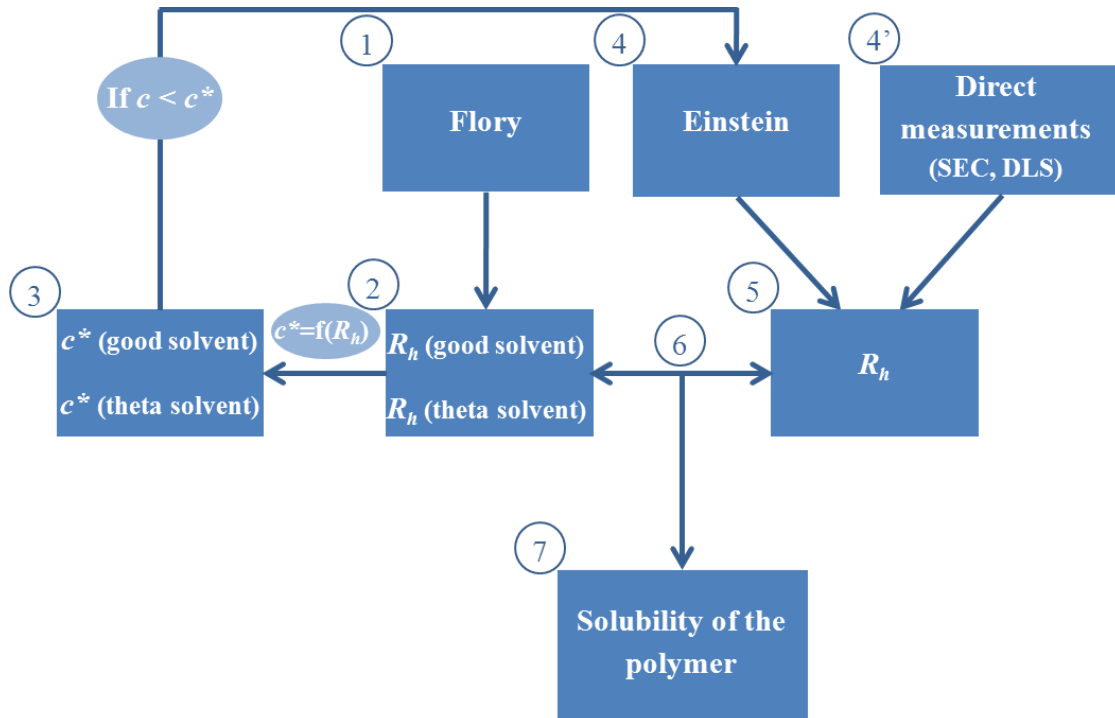 1
Flory
4
Einstein
4’
Direct
measurements
(SEC, DLS)
If c < c*
3
c* (good solvent)
c* (theta solvent)
c*=f(Rh)
2
Rh (good solvent)
Rh (theta solvent)
6
5
Rh
7
Solubility of the
polymer